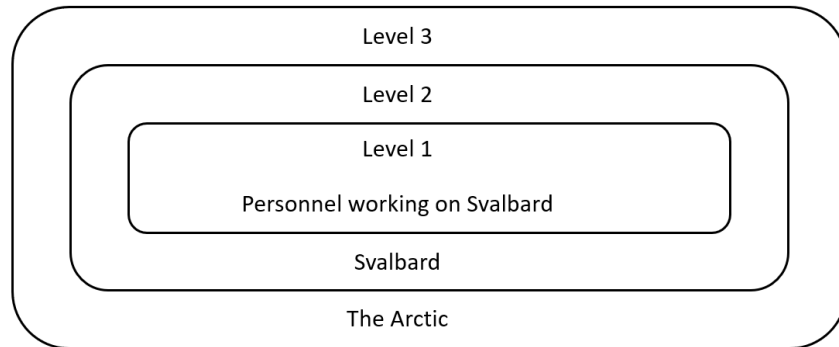 Level 3
Level 2
Level 1
Personnel working on Svalbard
Svalbard
The Arctic